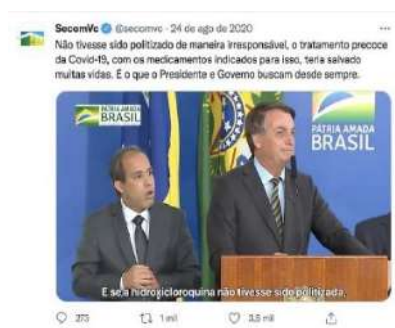 SecomVc @secomvc · 24 de ago de 2020
Não tivesse sido politizado de maneira irresponsável, o tratamento precoce
da Covid-19, com os medicamentos indicados para isso, teria salvado
muitas vidas. É o que o Presidente e Governo buscam desde sempre.
PÁTRIA AMADA
BRASIL
PÁTRIA AMADA
BRASIL
E se a hidroxicloroquina não tivesse sido politizada,
273 1 mil 3,5 mil